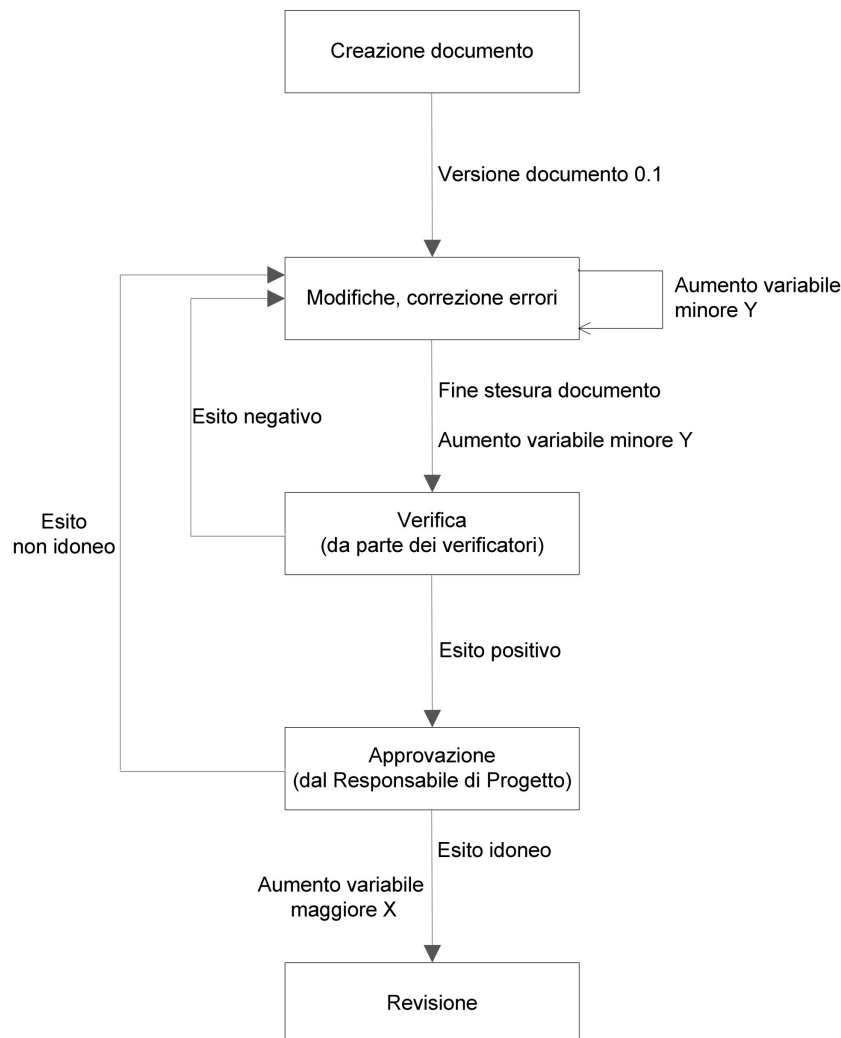 Creazione documento
Versione documento 0.1
Modifiche, correzione errori
Aumento variabile
minore Y
Fine stesura documento
Esito negativo
Aumento variabile minore Y
Verifica
(da parte dei verificatori)
Esito
non idoneo
Esito positivo
Approvazione
(dal Responsabile di Progetto)
Esito idoneo
Aumento variabile
maggiore X
Revisione